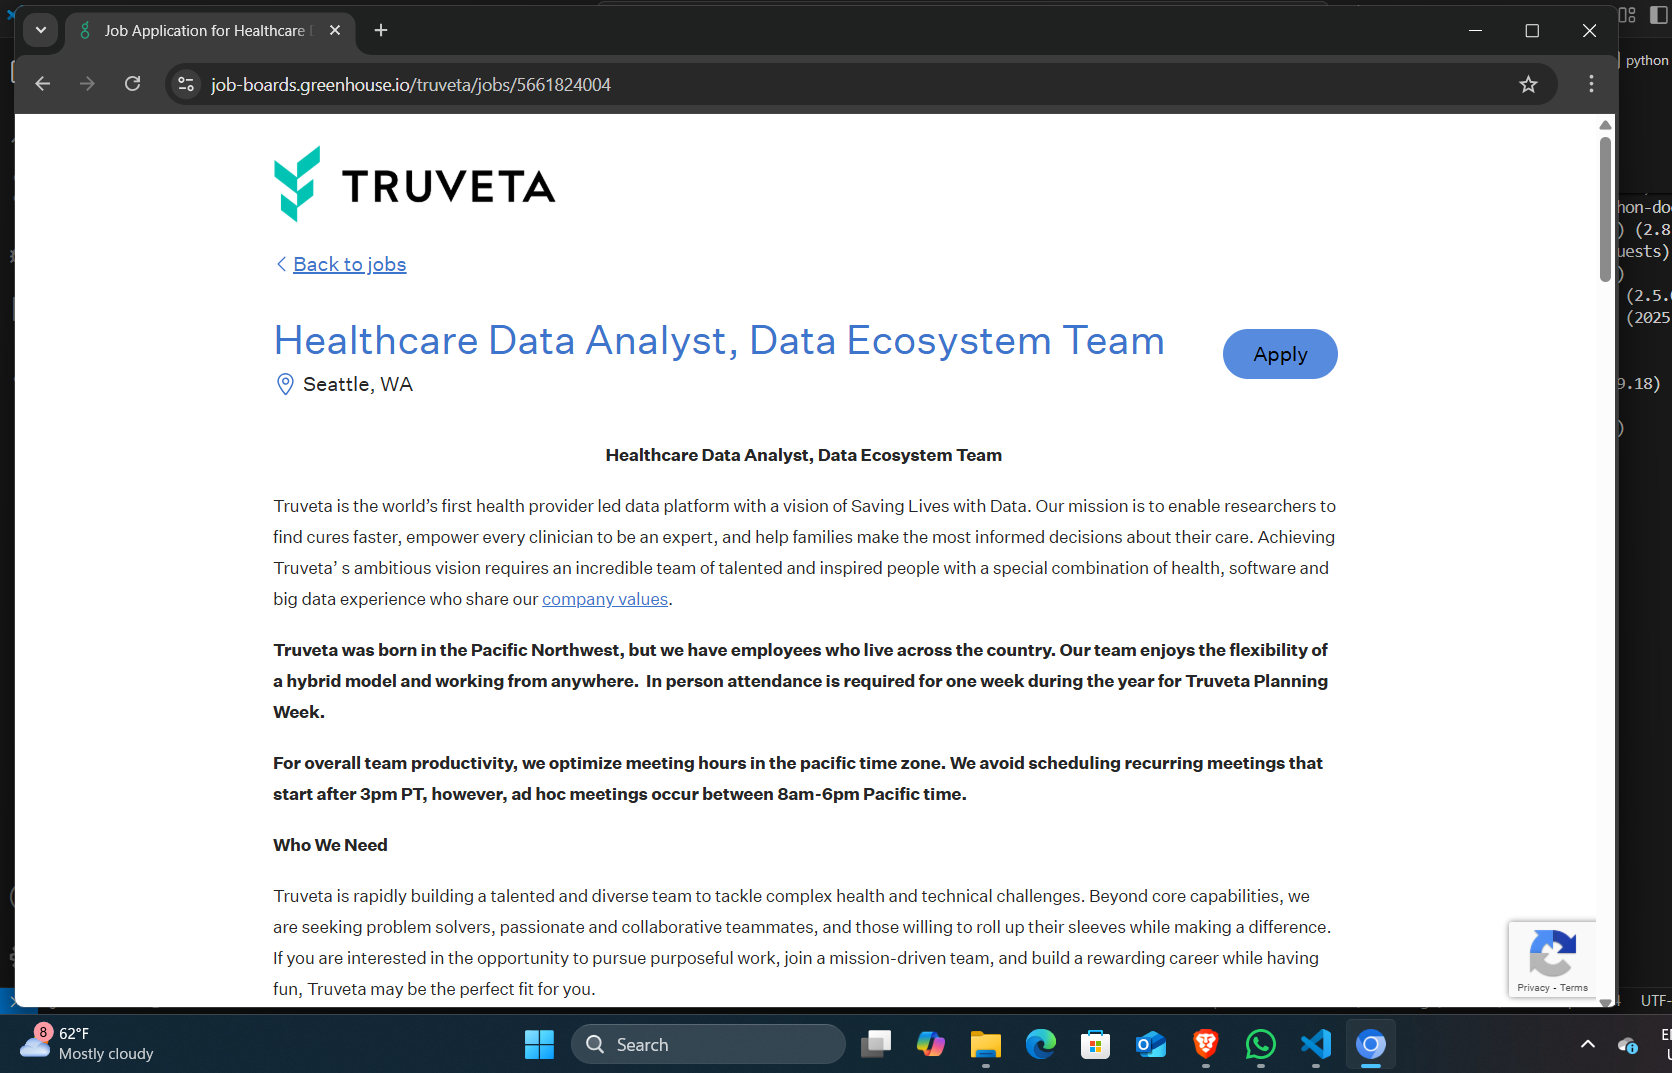 Job Application for Healthcare
python
job-boards.greenhouse.io/truveta/jobs/5661824004
TRUVETA
Back to jobs
Healthcare Data Analyst, Data Ecosystem Team
Apply
Seattle, WA
Healthcare Data Analyst, Data Ecosystem Team
Truveta is the world’s first health provider led data platform with a vision of Saving Lives with Data. Our mission is to enable researchers to
find cures faster, empower every clinician to be an expert, and help families make the most informed decisions about their care. Achieving
Truveta’ s ambitious vision requires an incredible team of talented and inspired people with a special combination of health, software and
big data experience who share our company values.
Truveta was born in the Pacific Northwest, but we have employees who live across the country. Our team enjoys the flexibility of
a hybrid model and working from anywhere.  In person attendance is required for one week during the year for Truveta Planning
Week.
For overall team productivity, we optimize meeting hours in the pacific time zone. We avoid scheduling recurring meetings that
start after 3pm PT, however, ad hoc meetings occur between 8am-6pm Pacific time.
Who We Need
Truveta is rapidly building a talented and diverse team to tackle complex health and technical challenges. Beyond core capabilities, we
are seeking problem solvers, passionate and collaborative teammates, and those willing to roll up their sleeves while making a difference.
If you are interested in the opportunity to pursue purposeful work, join a mission-driven team, and build a rewarding career while having
fun, Truveta may be the perfect fit for you.
Privacy - Terms
hon-do
) (2.8
uests)
)
(2.5.
(2025
9.18)
)
UTF-
8
62°F
Mostly cloudy
Search